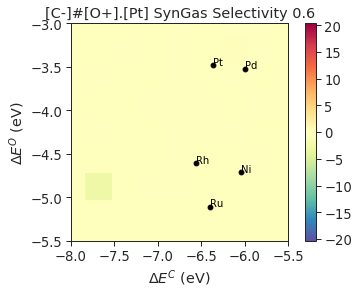 [C-]#[O+].[Pt] SynGas Selectivity 0.6
−3.0
−3.5
−4.0
−4.5
−5.0
−5.5
ΔE^O (eV)
Pt
Pd
Rh
Ni
Ru
−8.0 −7.5 −7.0 −6.5 −6.0 −5.5
ΔE^C (eV)
20
15
10
5
0
−5
−10
−15
−20